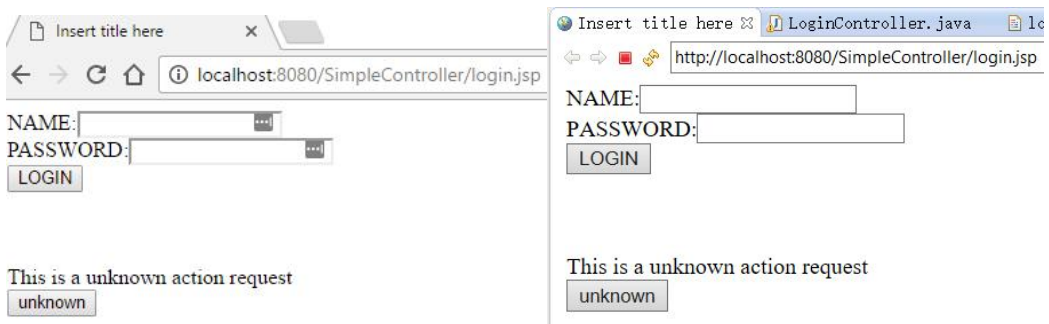 Insert title here
localhost:8080/SimpleController/login.jsp
NAME:
PASSWORD:
LOGIN
This is a unknown action request
unknown
Insert title here LoginController.java
http://localhost:8080/SimpleController/login.jsp
NAME:
PASSWORD:
LOGIN
This is a unknown action request
unknown